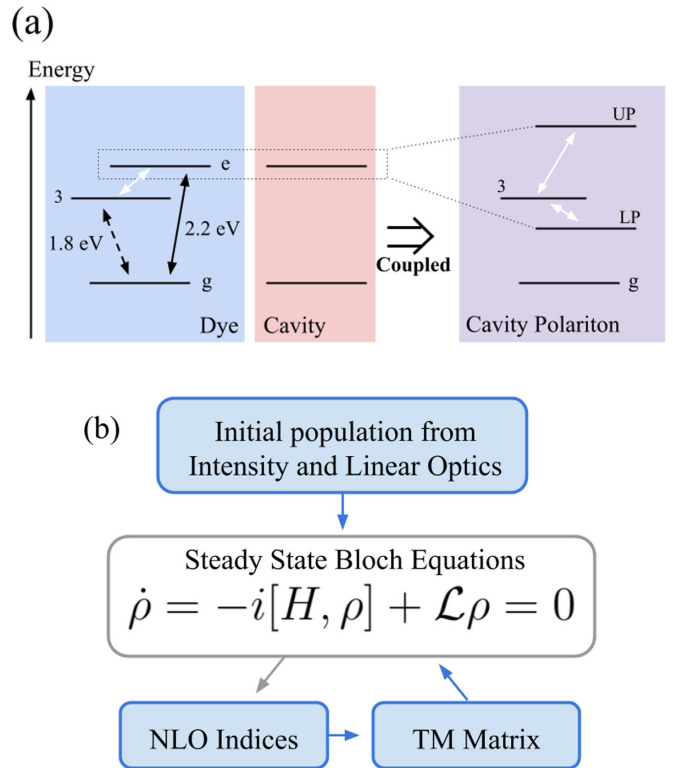 (a)
Energy
UP
e
3
3
2.2 eV
LP
1.8 eV
Coupled
g
g
Dye
Cavity
Cavity Polariton
(b)
Initial population from
Intensity and Linear Optics
Steady State Bloch Equations
ρ̇ = −i[H, ρ] + ℒρ = 0
NLO Indices
TM Matrix